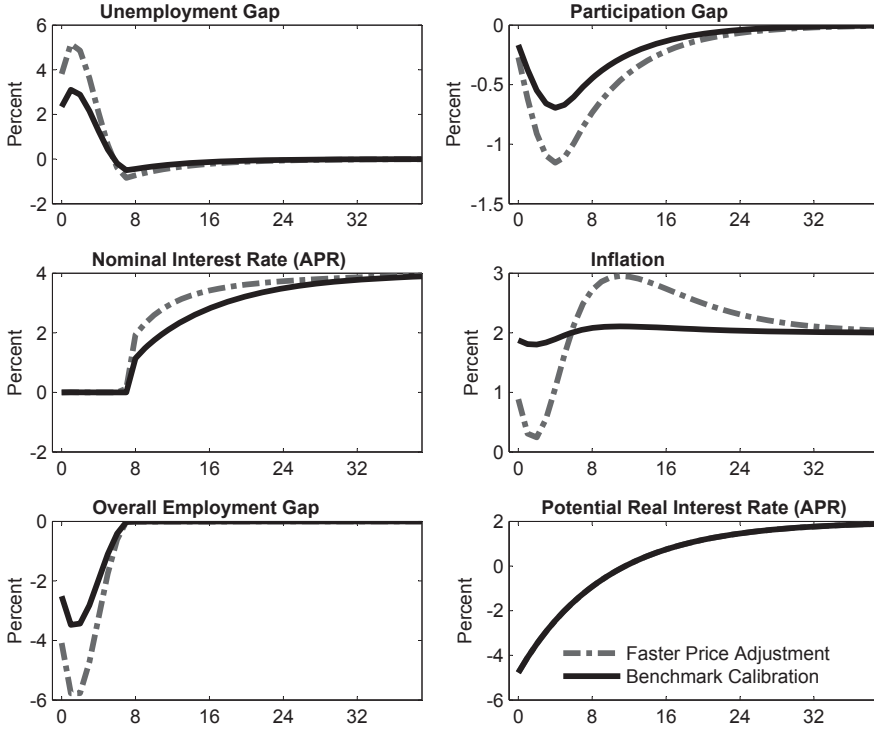 Unemployment Gap
6
4
2
0
-2
Percent
0 8 16 24 32
Participation Gap
0
-0.5
-1
-1.5
Percent
0 8 16 24 32
Nominal Interest Rate (APR)
4
2
0
-2
Percent
0 8 16 24 32
Inflation
3
2
1
0
Percent
0 8 16 24 32
Overall Employment Gap
0
-2
-4
-6
Percent
0 8 16 24 32
Potential Real Interest Rate (APR)
2
0
-2
-4
-6
Percent
Faster Price Adjustment
Benchmark Calibration
0 8 16 24 32